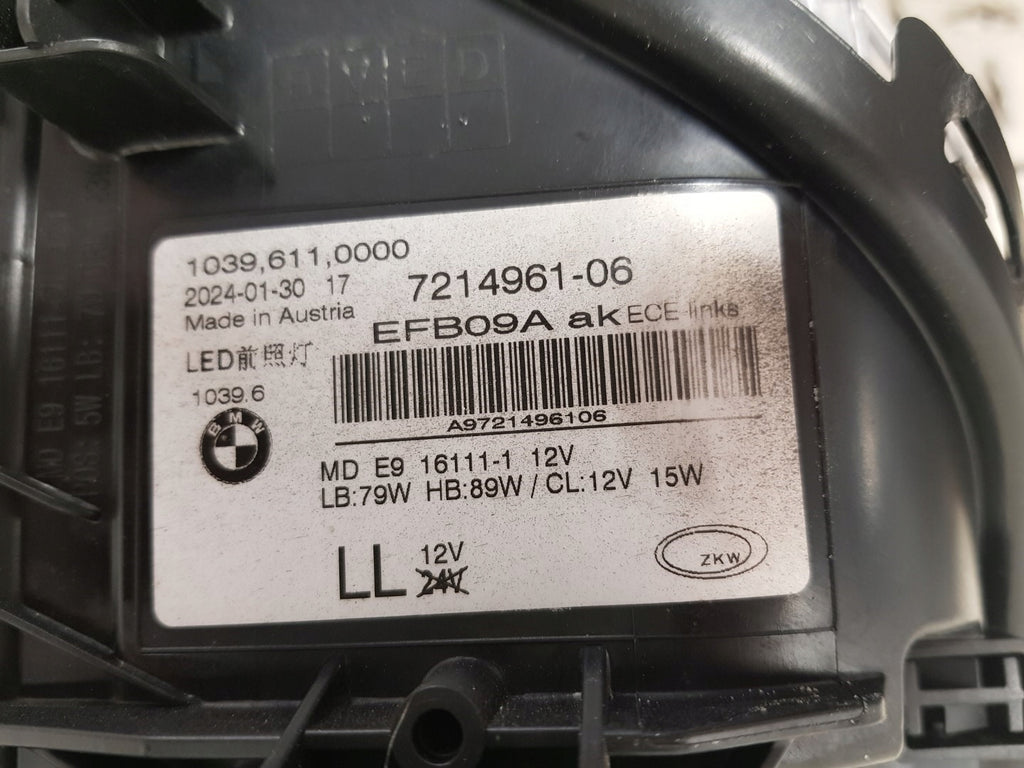 1039,611,0000
2024-01-30 17
7214961-06
Made in Austria
EFB09A ak ECE-links
LED前照灯
1039.6
BMW
A9721496106
MD E9 16111-1 12V
LB:79W HB:89W / CL:12V 15W
LL 12V
24V
ZKW